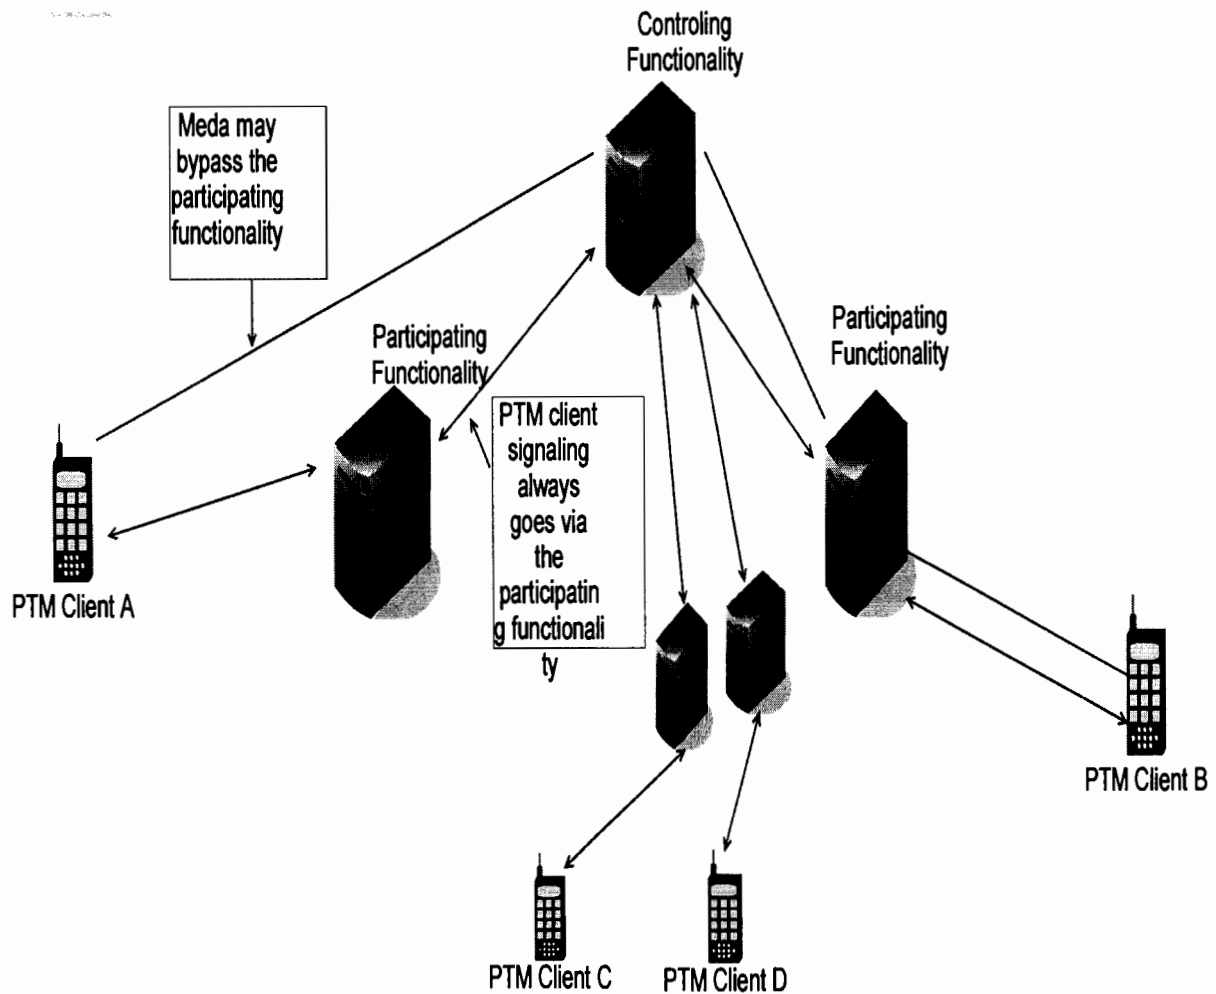 Controling
Functionality
Meda may
bypass the
participating
functionality
Participating
Functionality
Participating
Functionality
PTM client
signaling
always
goes via
the
participatin
g functionali
ty
PTM Client A
PTM Client B
PTM Client C
PTM Client D